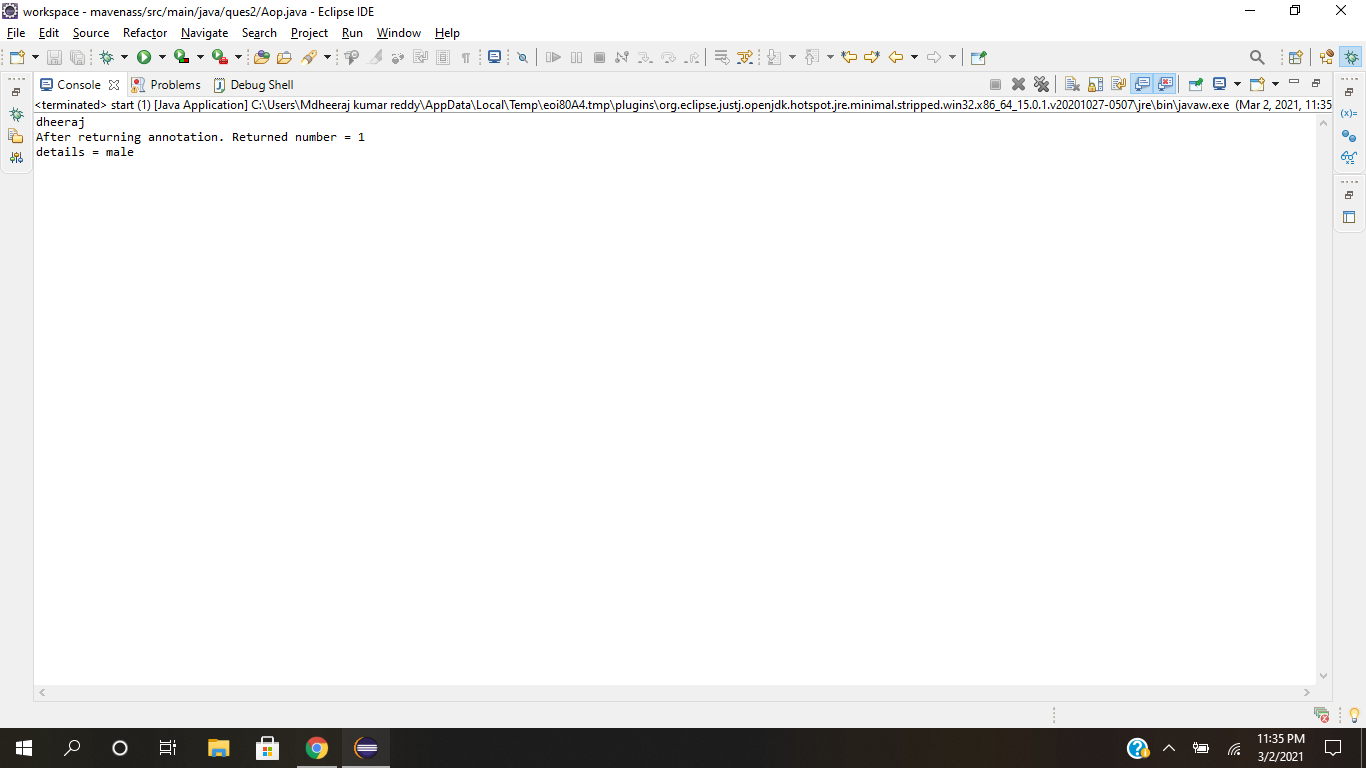 workspace - mavenass/src/main/java/ques2/Aop.java - Eclipse IDE
File Edit Source Refactor Navigate Search Project Run Window Help
Console Problems Debug Shell
<terminated> start (1) [Java Application] C:\Users\Mdheeraj kumar reddy\AppData\Local\Temp\eoi80A4.tmp\plugins\org.eclipse.justj.openjdk.hotspot.jre.minimal.stripped.win32.x86_64_15.0.1.v20201027-0507\jre\bin\javaw.exe (Mar 2, 2021, 11:35
dheeraj
After returning annotation. Returned number = 1
details = male
11:35 PM
3/2/2021